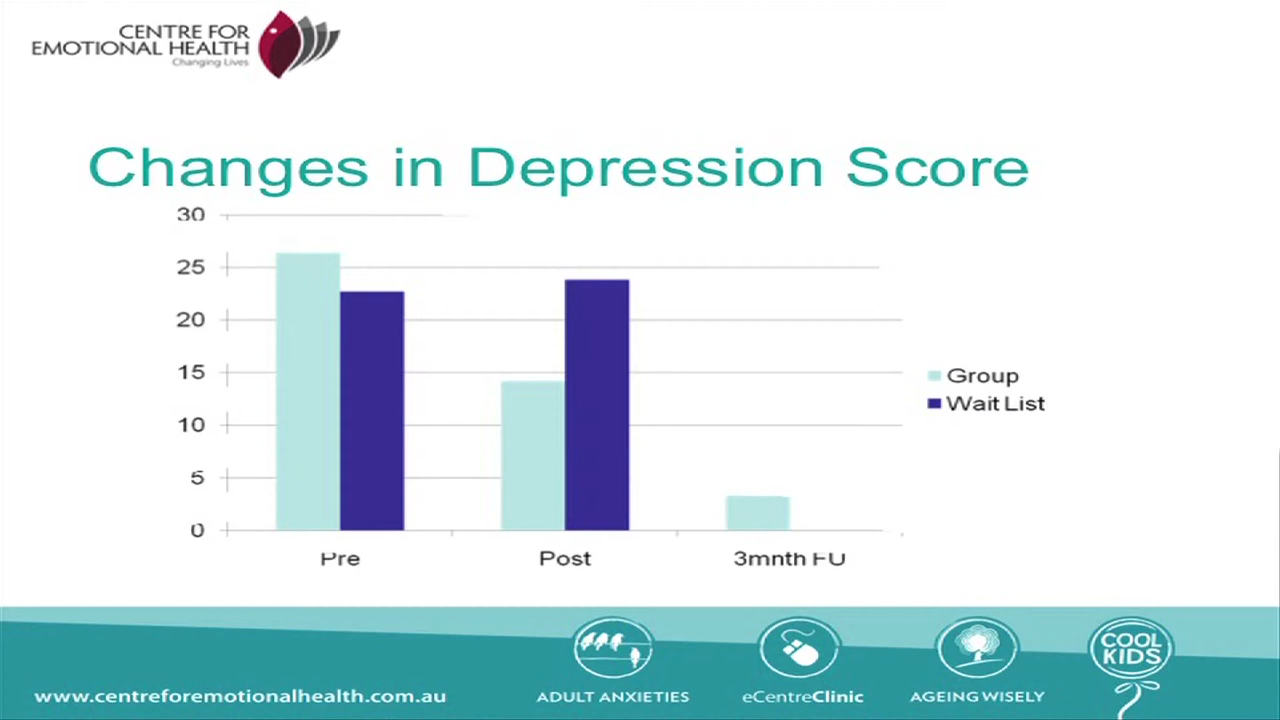 CENTRE FOR
EMOTIONAL HEALTH
Changing Lives
Changes in Depression Score
30
25
20
15
10
5
0
Pre
Post
3mnth FU
Group
Wait List
www.centreforemotionalhealth.com.au
ADULT ANXIETIES
eCentreClinic
AGEING WISELY
COOL
KIDS